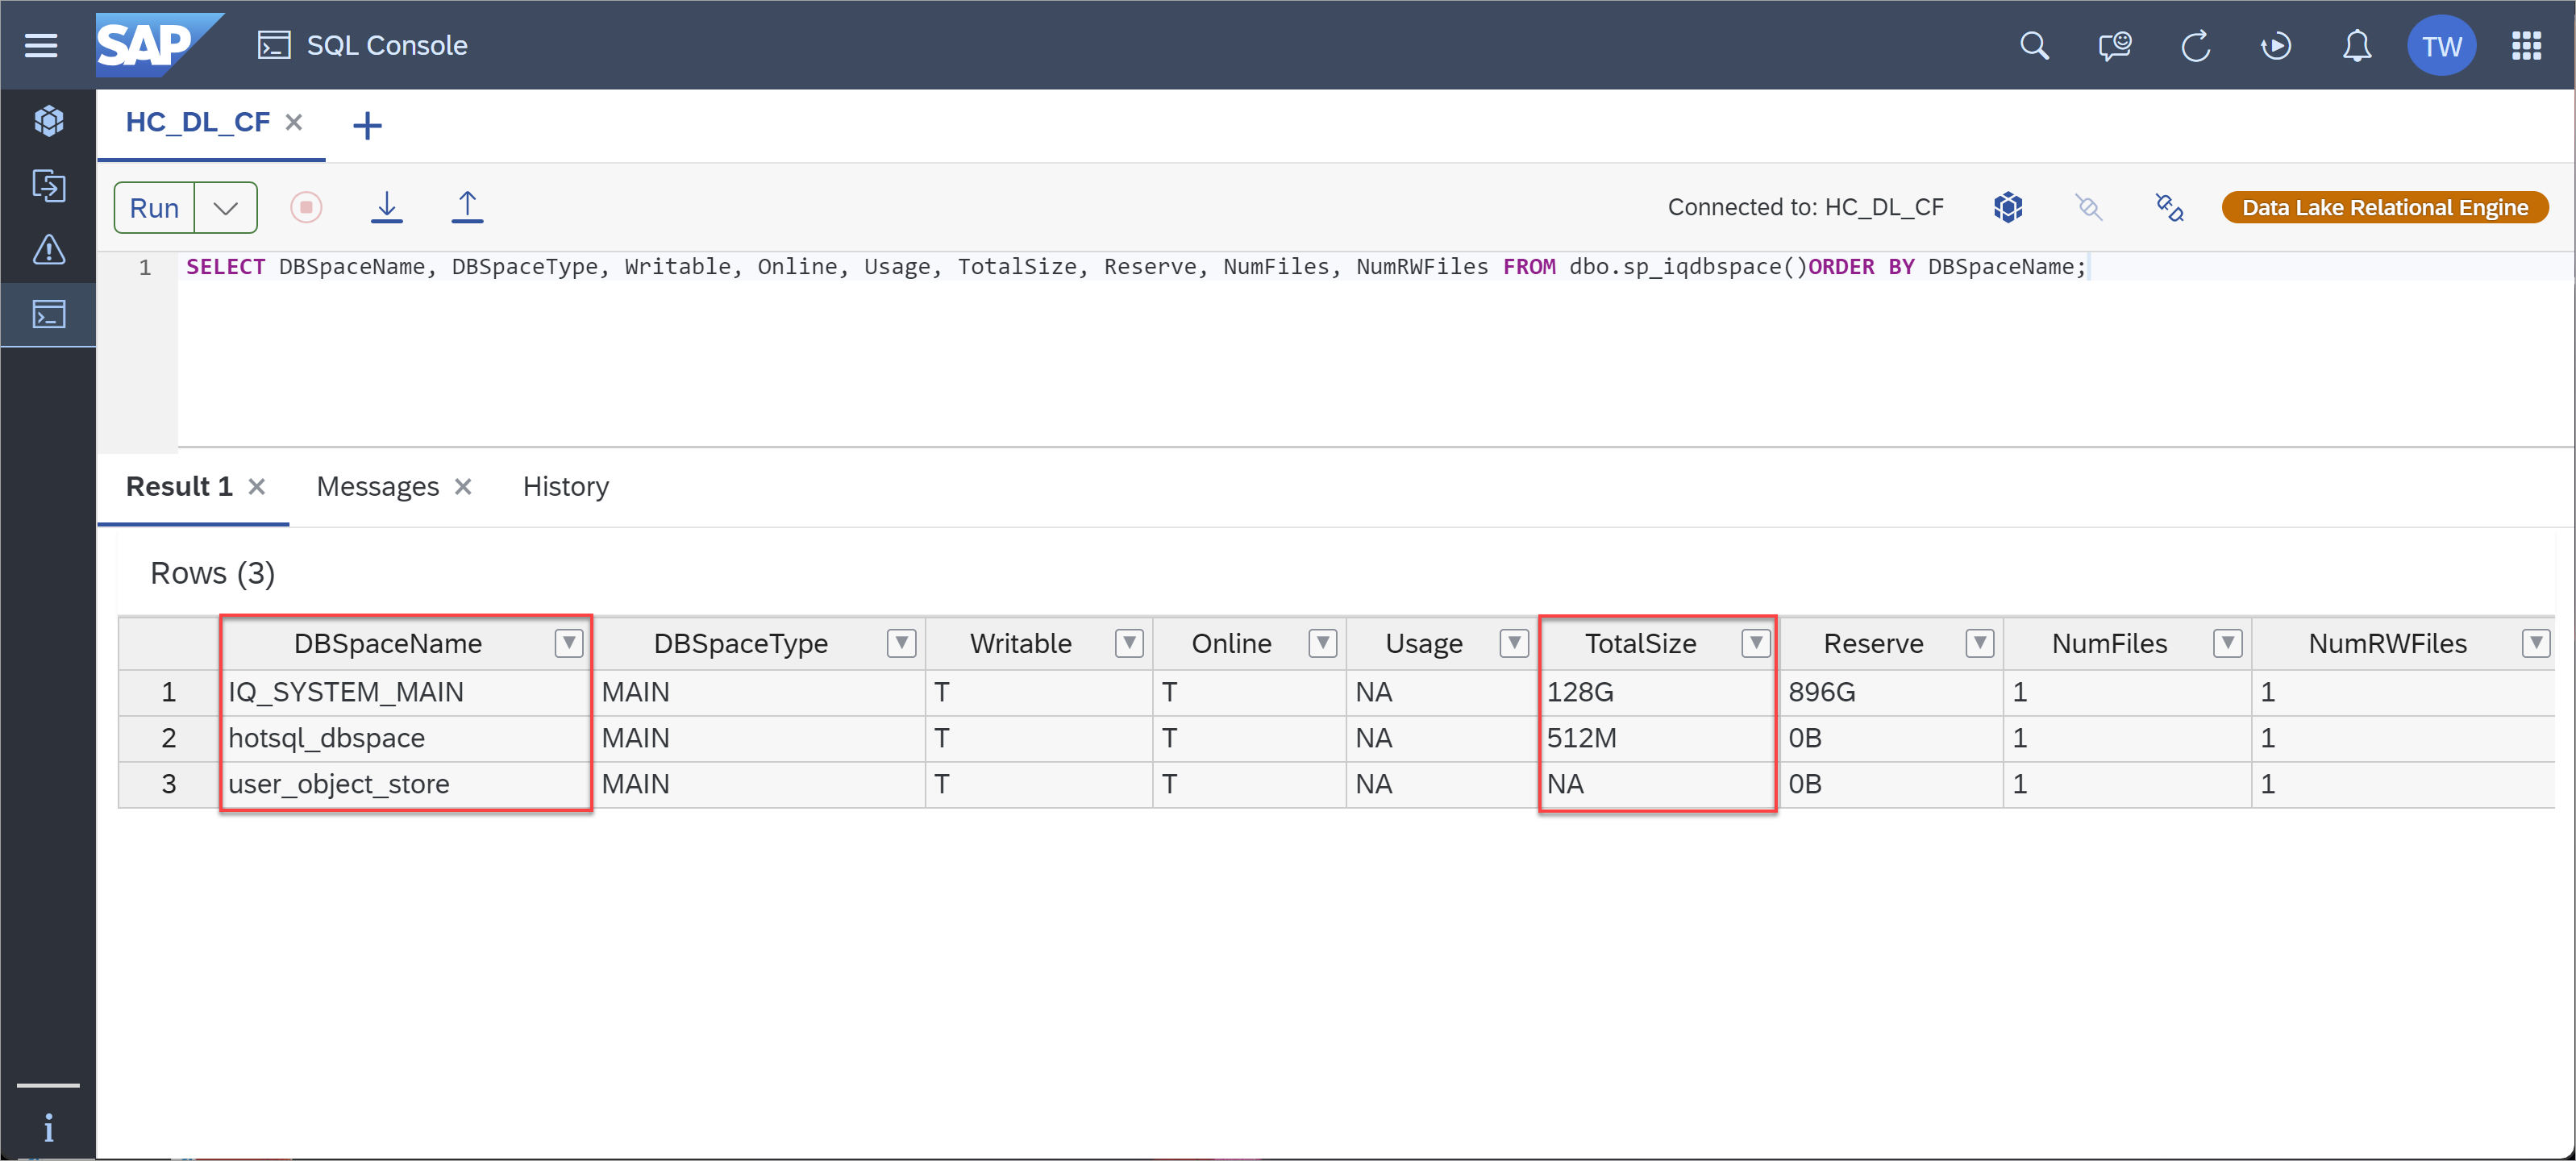 SAP SQL Console TW
HC_DL_CF
Run Connected to: HC_DL_CF Data Lake Relational Engine
1 SELECT DBSpaceName, DBSpaceType, Writable, Online, Usage, TotalSize, Reserve, NumFiles, NumRWFiles FROM dbo.sp_iqdbspace()ORDER BY DBSpaceName;
Result 1 Messages History
Rows (3)
DBSpaceName DBSpaceType Writable Online Usage TotalSize Reserve NumFiles NumRWFiles
1 IQ_SYSTEM_MAIN MAIN T T NA 128G 896G 1 1
2 hotsql_dbspace MAIN T T NA 512M 0B 1 1
3 user_object_store MAIN T T NA NA 0B 1 1